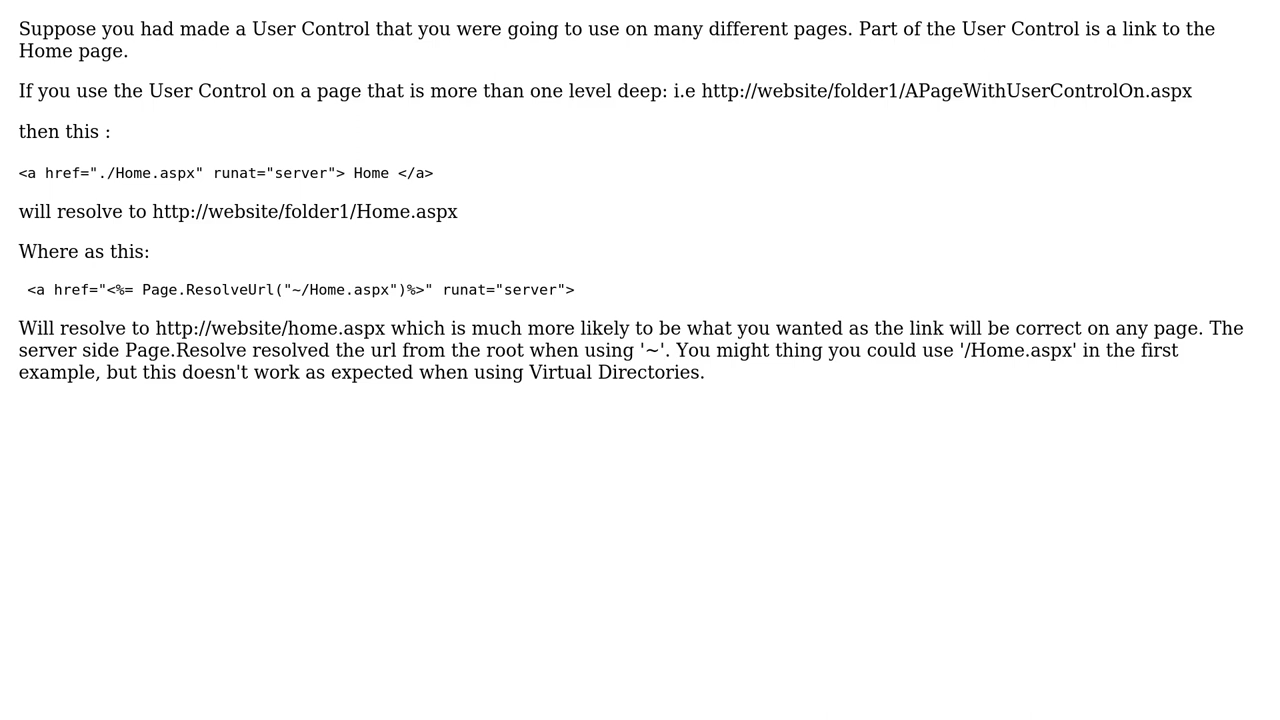 Suppose you had made a User Control that you were going to use on many different pages. Part of the User Control is a link to the
Home page.
If you use the User Control on a page that is more than one level deep: i.e http://website/folder1/APageWithUserControlOn.aspx
then this :
<a href="./Home.aspx" runat="server"> Home </a>
will resolve to http://website/folder1/Home.aspx
Where as this:
<a href="<%= Page.ResolveUrl("~/Home.aspx")%>" runat="server">
Will resolve to http://website/home.aspx which is much more likely to be what you wanted as the link will be correct on any page. The
server side Page.Resolve resolved the url from the root when using '~'. You might thing you could use '/Home.aspx' in the first
example, but this doesn't work as expected when using Virtual Directories.